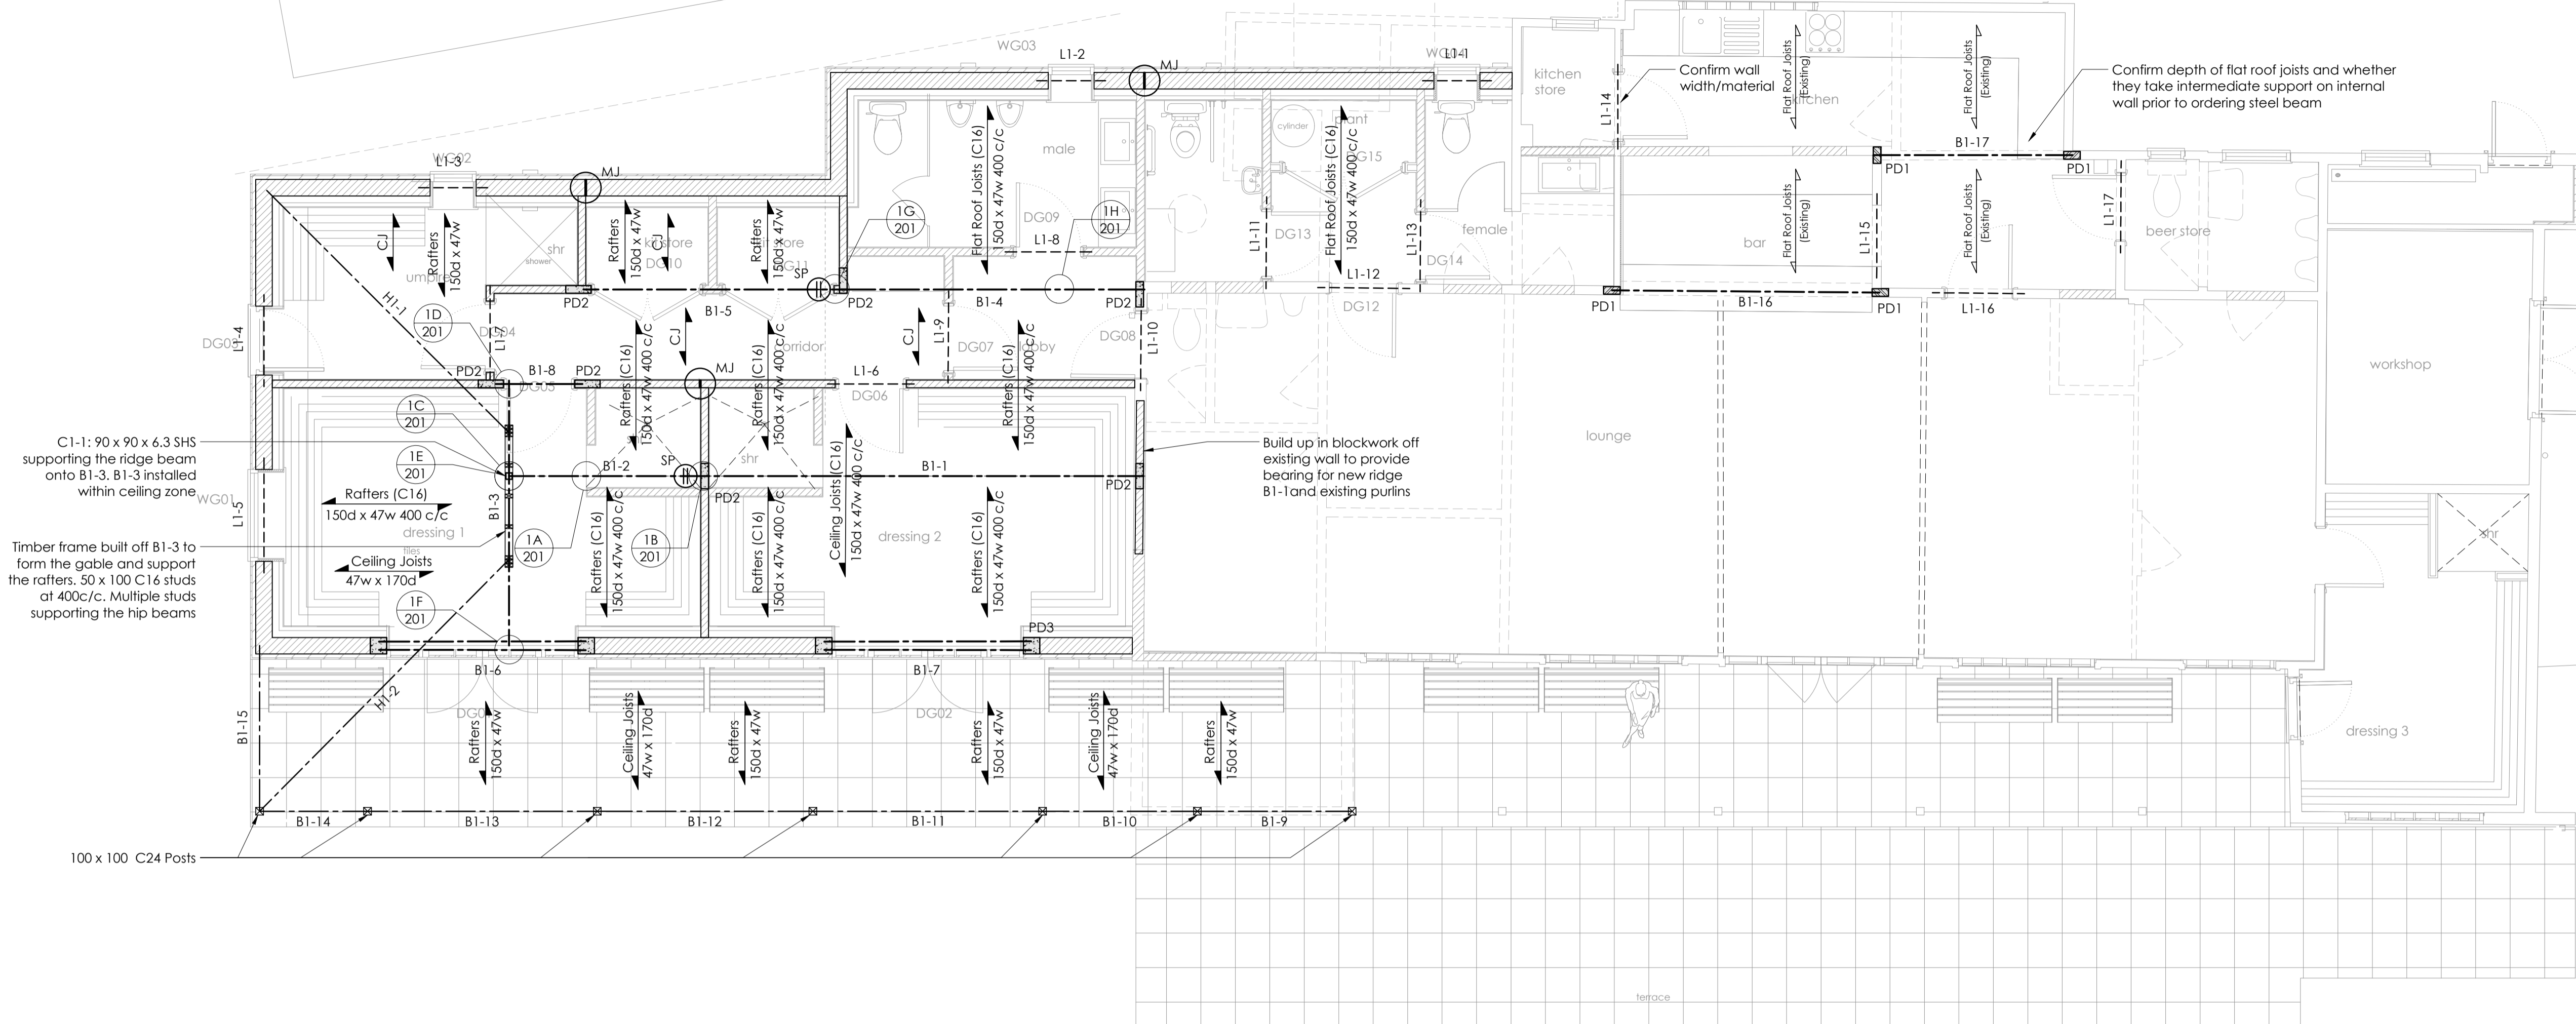 WG03
L1-2
MJ
WG04
L1-1
kitchen
store
Confirm wall
width/material
L1-14
Flat Roof Joists
(Existing)
Flat Roof Joists
(Existing)
kitchen
Confirm depth of flat roof joists and whether
they take intermediate support on internal
wall prior to ordering steel beam
WG02
L1-3
MJ
male
Flat Roof Joists (C16)
150d x 47w 400 c/c
cylinder
plant
DG15
Flat Roof Joists (C16)
150d x 47w 400 c/c
B1-17
PD1
PD1
CJ
Rafters
150d x 47w
umpire
shr
shower
Rafters
150d x 47w
CJ
kit store
DG10
Rafters
150d x 47w
kit store
DG11
1G
201
DG09
1H
201
L1-8
L1-11
DG13
L1-13
DG14
female
L1-12
DG12
bar
Flat Roof Joists
(Existing)
L1-15
Flat Roof Joists
(Existing)
L1-17
beer store
H1-1
SP
PD2
B1-5
PD2
B1-4
PD2
PD1
B1-16
PD1
L1-16
1D
201
DG04
L1-7
DG03
L1-4
CJ
corridor
CJ
L1-9
DG07
lobby
DG08
L1-10
Rafters (C16)
150d x 47w 400 c/c
Rafters (C16)
150d x 47w 400 c/c
Rafters (C16)
150d x 47w 400 c/c
workshop
PD2
B1-8
PD2
DG05
MJ
L1-6
DG06
1C
201
C1-1: 90 x 90 x 6.3 SHS
supporting the ridge beam
onto B1-3. B1-3 installed
within ceiling zone
1E
201
WG01
L1-5
B1-2
SP
shr
PD2
B1-1
PD2
Ceiling Joists (C16)
150d x 47w 400 c/c
Build up in blockwork off
existing wall to provide
bearing for new ridge
B1-1and existing purlins
lounge
Rafters (C16)
150d x 47w 400 c/c
B1-3
dressing 1
files
Ceiling Joists
47w x 170d
1A
201
1B
201
Rafters (C16)
150d x 47w 400 c/c
Rafters (C16)
150d x 47w 400 c/c
dressing 2
Rafters (C16)
150d x 47w 400 c/c
shr
Timber frame built off B1-3 to
form the gable and support
the rafters. 50 x 100 C16 studs
at 400c/c. Multiple studs
supporting the hip beams
1F
201
PD3
B1-6
B1-7
H1-2
B1-15
Rafters
150d x 47w
Ceiling Joists
47w x 170d
Rafters
150d x 47w
DG02
Rafters
150d x 47w
Ceiling Joists
47w x 170d
Rafters
150d x 47w
dressing 3
B1-14
B1-13
B1-12
B1-11
B1-10
B1-9
100 x 100 C24 Posts
terrace